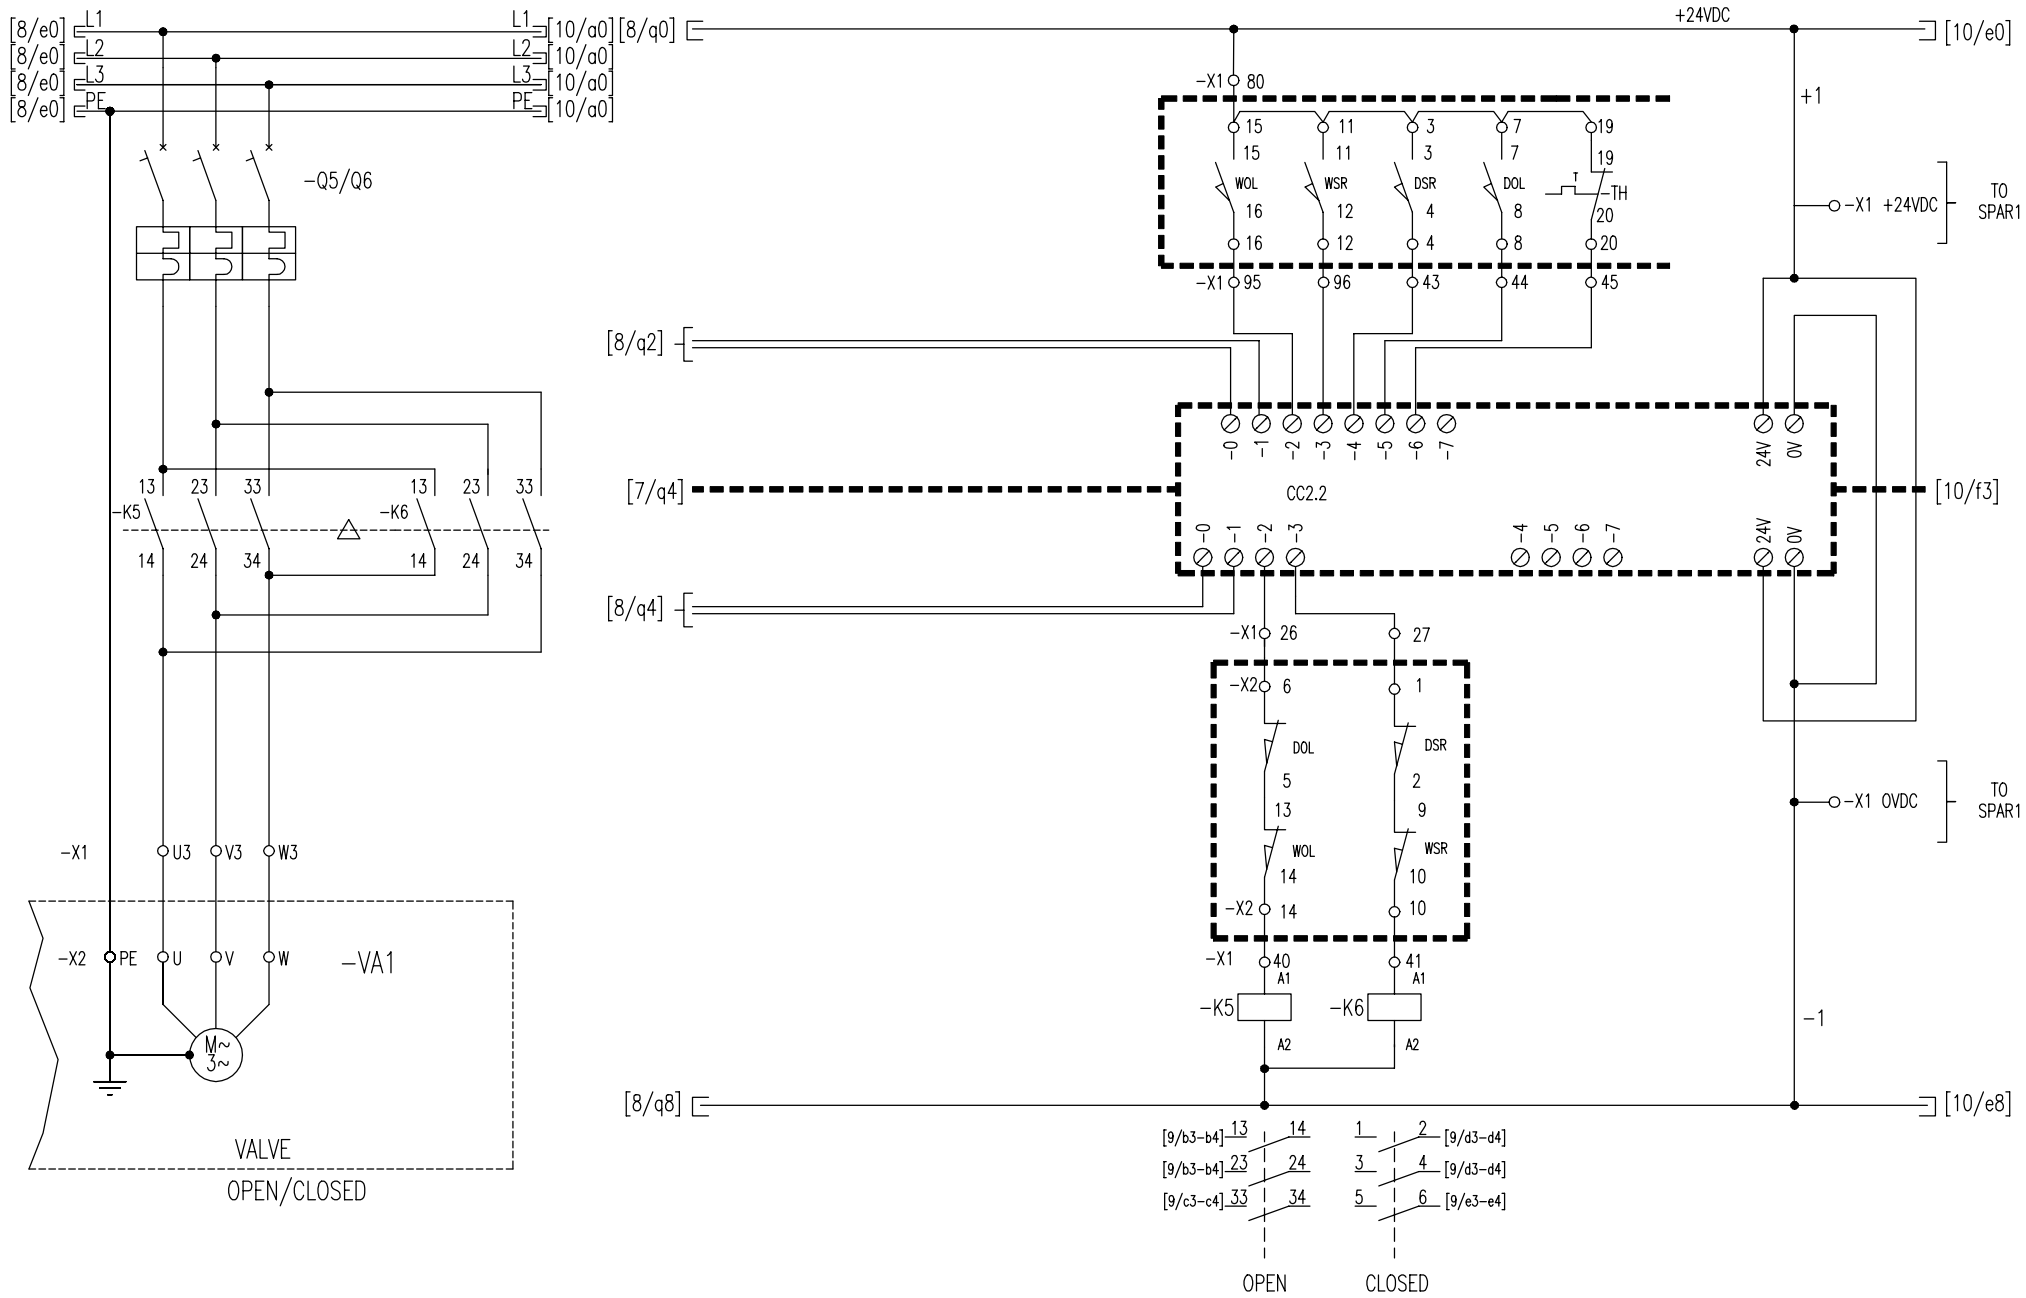 [8/e0] L1 L1 [10/a0] [8/q0] +24VDC [10/e0]
[8/e0] L2 L2 [10/a0]
[8/e0] L3 L3 [10/a0]
[8/e0] PE PE [10/a0]
-X1 80
+1
15 11 3 7 19
15 11 3 7 19
-Q5/Q6
WOL WSR DSR DOL T -TH
16 12 4 8 20
16 12 4 8 20
-X1 +24VDC
TO
SPAR1
-X1 95 96 43 44 45
[8/q2]
-0 -1 -2 -3 -4 -5 -6 -7 24V 0V
[7/q4] CC2.2 [10/f3]
13 23 33 13 23 33
-K5 -K6
14 24 34 14 24 34
-0 -1 -2 -3 -4 -5 -6 -7 24V 0V
[8/q4]
-X1 26 27
-X2 6 1
DOL DSR
5 2
13 9
WOL WSR
14 10
-X2 14 10
-X1 0VDC
TO
SPAR1
-X1 U3 V3 W3
-X2 PE U V W -VA1
-X1 40 41
A1 A1
-K5 -K6
A2 A2
-1
M~
3~
[8/q8] [10/e8]
VALVE
OPEN/CLOSED
[9/b3-b4] 13 14 1 2 [9/d3-d4]
[9/b3-b4] 23 24 3 4 [9/d3-d4]
[9/c3-c4] 33 34 5 6 [9/e3-e4]
OPEN CLOSED